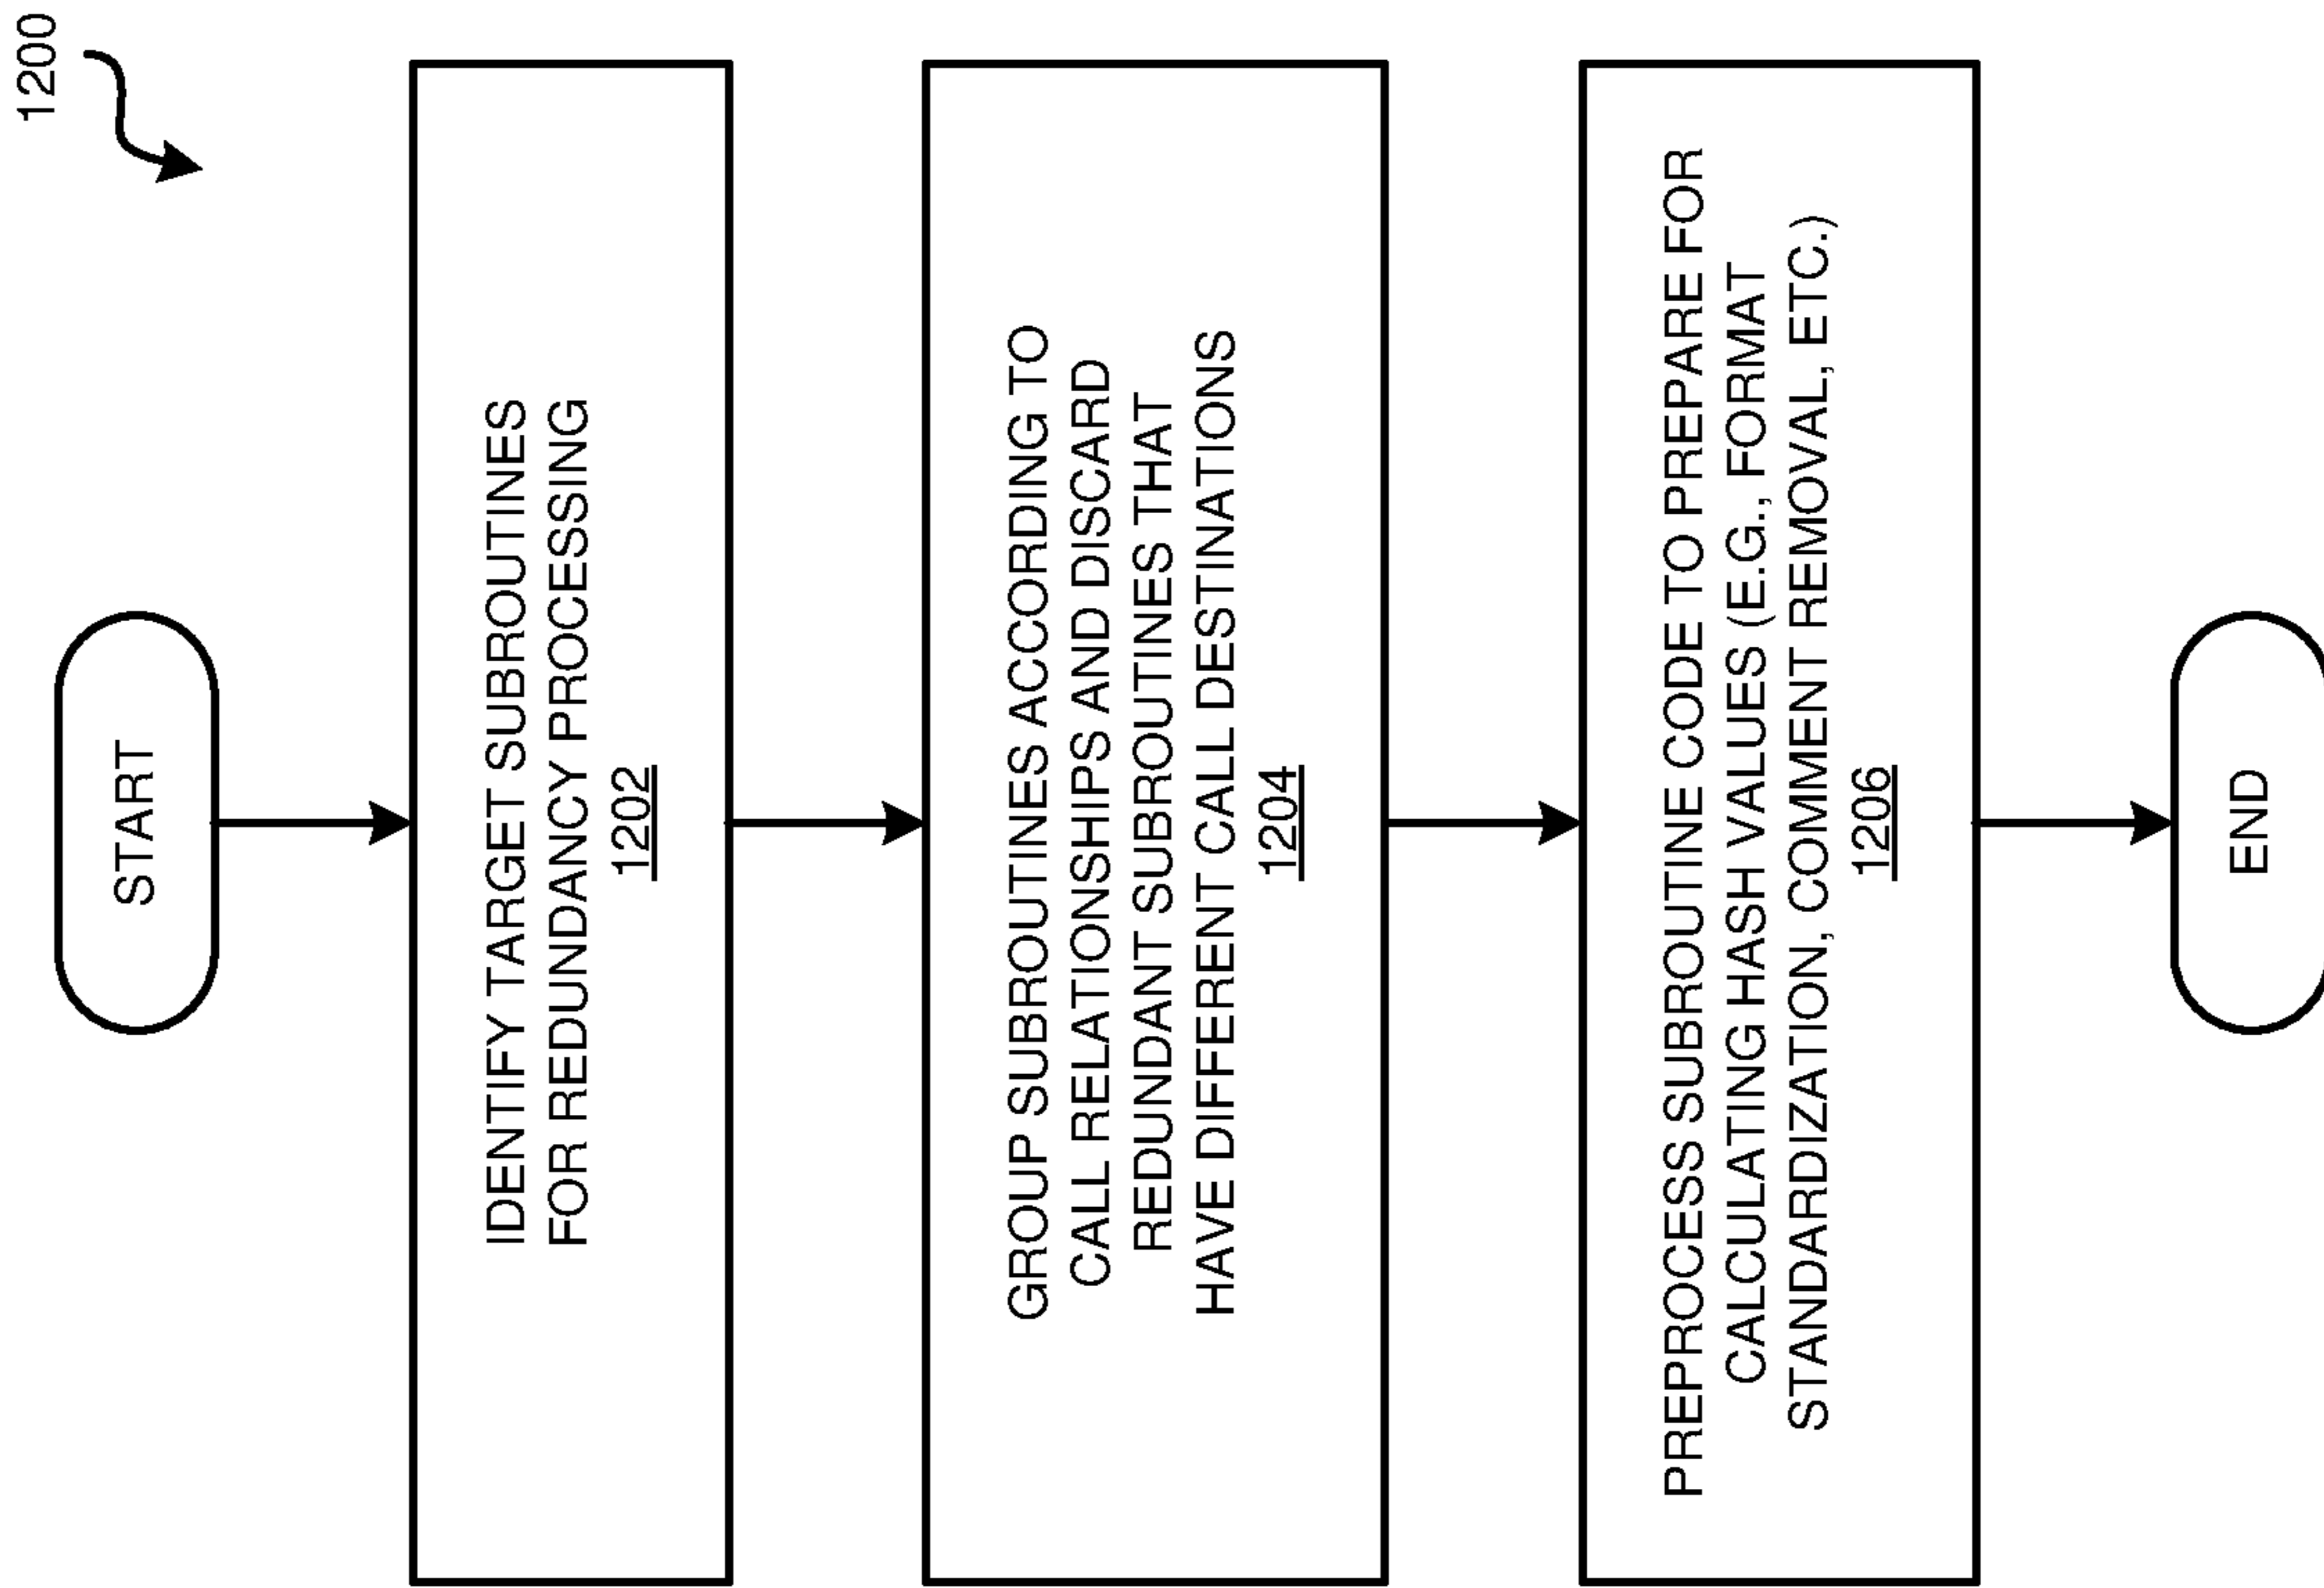 1200
START
IDENTIFY TARGET SUBROUTINES
FOR REDUNDANCY PROCESSING
1202
GROUP SUBROUTINES ACCORDING TO
CALL RELATIONSHIPS AND DISCARD
REDUNDANT SUBROUTINES THAT
HAVE DIFFERENT CALL DESTINATIONS
1204
PREPROCESS SUBROUTINE CODE TO PREPARE FOR
CALCULATING HASH VALUES (E.G., FORMAT
STANDARDIZATION, COMMENT REMOVAL, ETC.)
1206
END